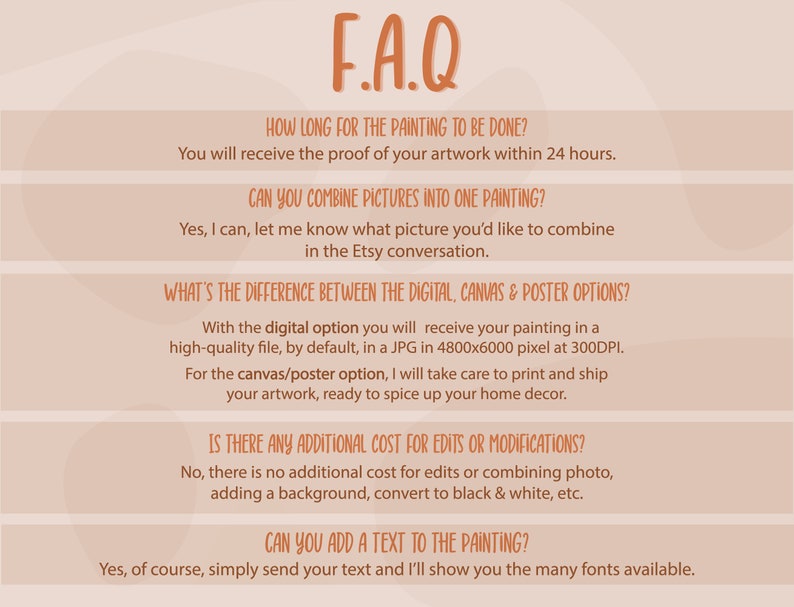 F.A.Q
HOW LONG FOR THE PAINTING TO BE DONE?
You will receive the proof of your artwork within 24 hours.
CAN YOU COMBINE PICTURES INTO ONE PAINTING?
Yes, I can, let me know what picture you'd like to combine
in the Etsy conversation.
WHAT'S THE DIFFERENCE BETWEEN THE DIGITAL, CANVAS & POSTER OPTIONS?
With the digital option you will receive your painting in a
high-quality file, by default, in a JPG in 4800x6000 pixel at 300DPI.
For the canvas/poster option, I will take care to print and ship
your artwork, ready to spice up your home decor.
IS THERE ANY ADDITIONAL COST FOR EDITS OR MODIFICATIONS?
No, there is no additional cost for edits or combining photo,
adding a background, convert to black & white, etc.
CAN YOU ADD A TEXT TO THE PAINTING?
Yes, of course, simply send your text and I'll show you the many fonts available.